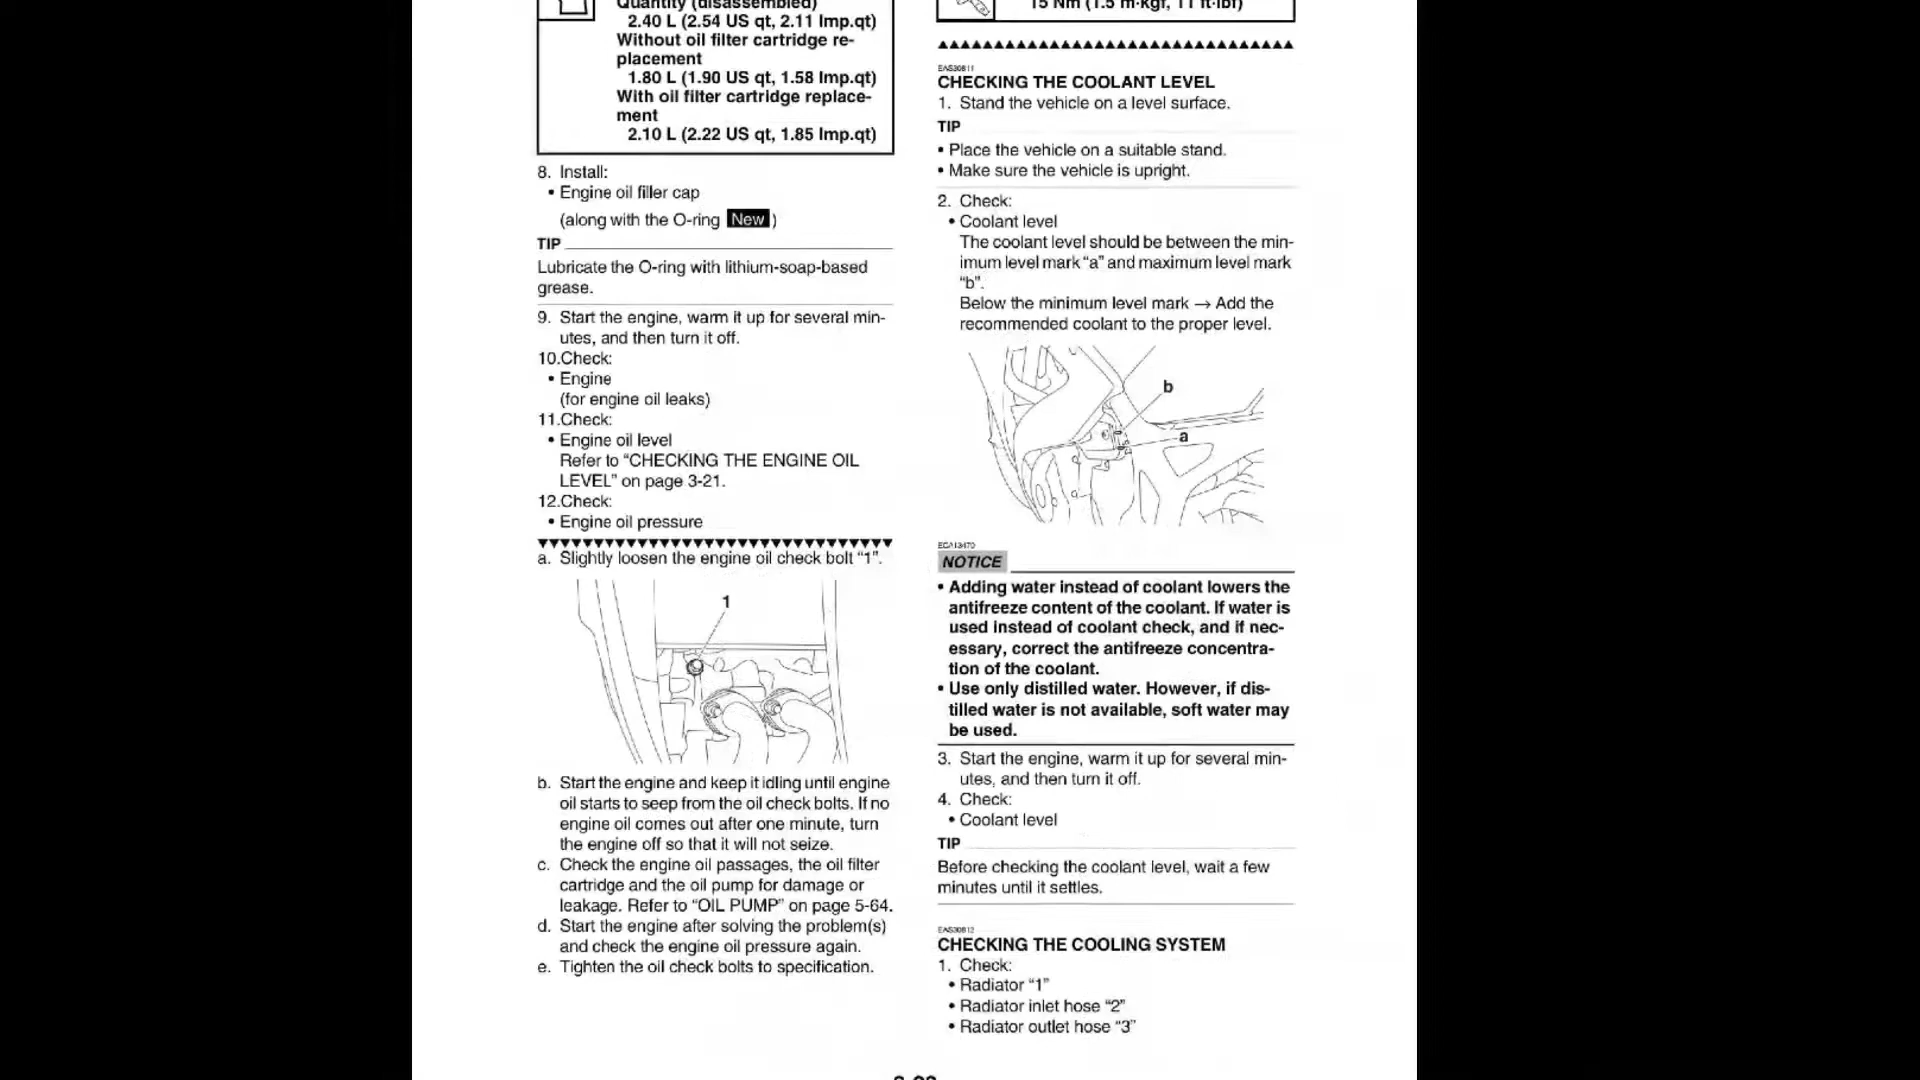 Quantity (disassembled)
2.40 L (2.54 US qt, 2.11 Imp.qt)
Without oil filter cartridge re-
placement
1.80 L (1.90 US qt, 1.58 Imp.qt)
With oil filter cartridge replace-
ment
2.10 L (2.22 US qt, 1.85 Imp.qt)
8. Install:
• Engine oil filler cap
(along with the O-ring New )
TIP
Lubricate the O-ring with lithium-soap-based
grease.
9. Start the engine, warm it up for several min-
utes, and then turn it off.
10.Check:
• Engine
(for engine oil leaks)
11.Check:
• Engine oil level
Refer to “CHECKING THE ENGINE OIL
LEVEL” on page 3-21.
12.Check:
• Engine oil pressure
a. Slightly loosen the engine oil check bolt “1”.
1
b. Start the engine and keep it idling until engine
oil starts to seep from the oil check bolts. If no
engine oil comes out after one minute, turn
the engine off so that it will not seize.
c. Check the engine oil passages, the oil filter
cartridge and the oil pump for damage or
leakage. Refer to “OIL PUMP” on page 5-64.
d. Start the engine after solving the problem(s)
and check the engine oil pressure again.
e. Tighten the oil check bolts to specification.
15 Nm (1.5 m·kgf, 11 ft·lbf)
EAS30811
CHECKING THE COOLANT LEVEL
1. Stand the vehicle on a level surface.
TIP
• Place the vehicle on a suitable stand.
• Make sure the vehicle is upright.
2. Check:
• Coolant level
The coolant level should be between the min-
imum level mark “a” and maximum level mark
“b”.
Below the minimum level mark → Add the
recommended coolant to the proper level.
b
a
ECA13470
NOTICE
• Adding water instead of coolant lowers the
antifreeze content of the coolant. If water is
used instead of coolant check, and if nec-
essary, correct the antifreeze concentra-
tion of the coolant.
• Use only distilled water. However, if dis-
tilled water is not available, soft water may
be used.
3. Start the engine, warm it up for several min-
utes, and then turn it off.
4. Check:
• Coolant level
TIP
Before checking the coolant level, wait a few
minutes until it settles.
EAS30812
CHECKING THE COOLING SYSTEM
1. Check:
• Radiator “1”
• Radiator inlet hose “2”
• Radiator outlet hose “3”